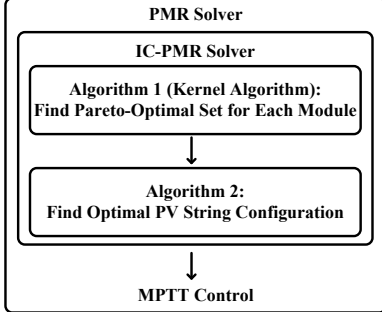 PMR Solver
IC-PMR Solver
Algorithm 1 (Kernel Algorithm):
Find Pareto-Optimal Set for Each Module
Algorithm 2:
Find Optimal PV String Configuration
MPTT Control